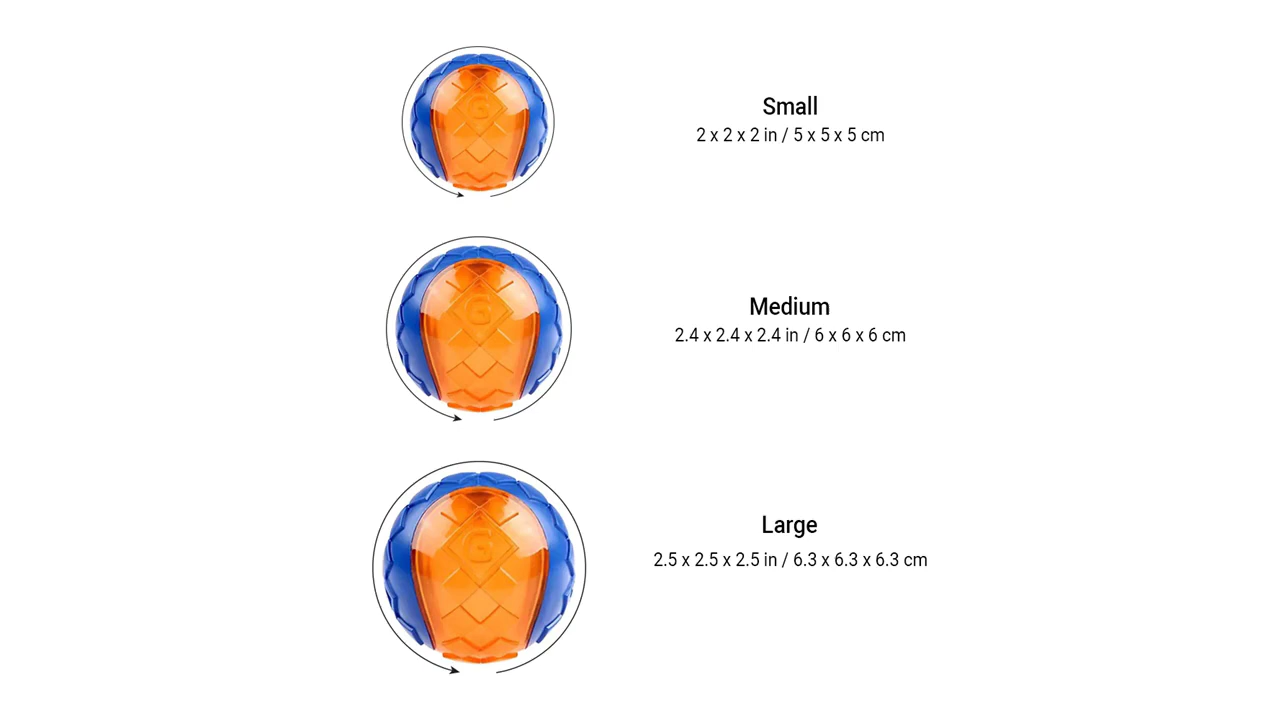 G
Small
2 x 2 x 2 in / 5 x 5 x 5 cm
G
Medium
2.4 x 2.4 x 2.4 in / 6 x 6 x 6 cm
G
Large
2.5 x 2.5 x 2.5 in / 6.3 x 6.3 x 6.3 cm